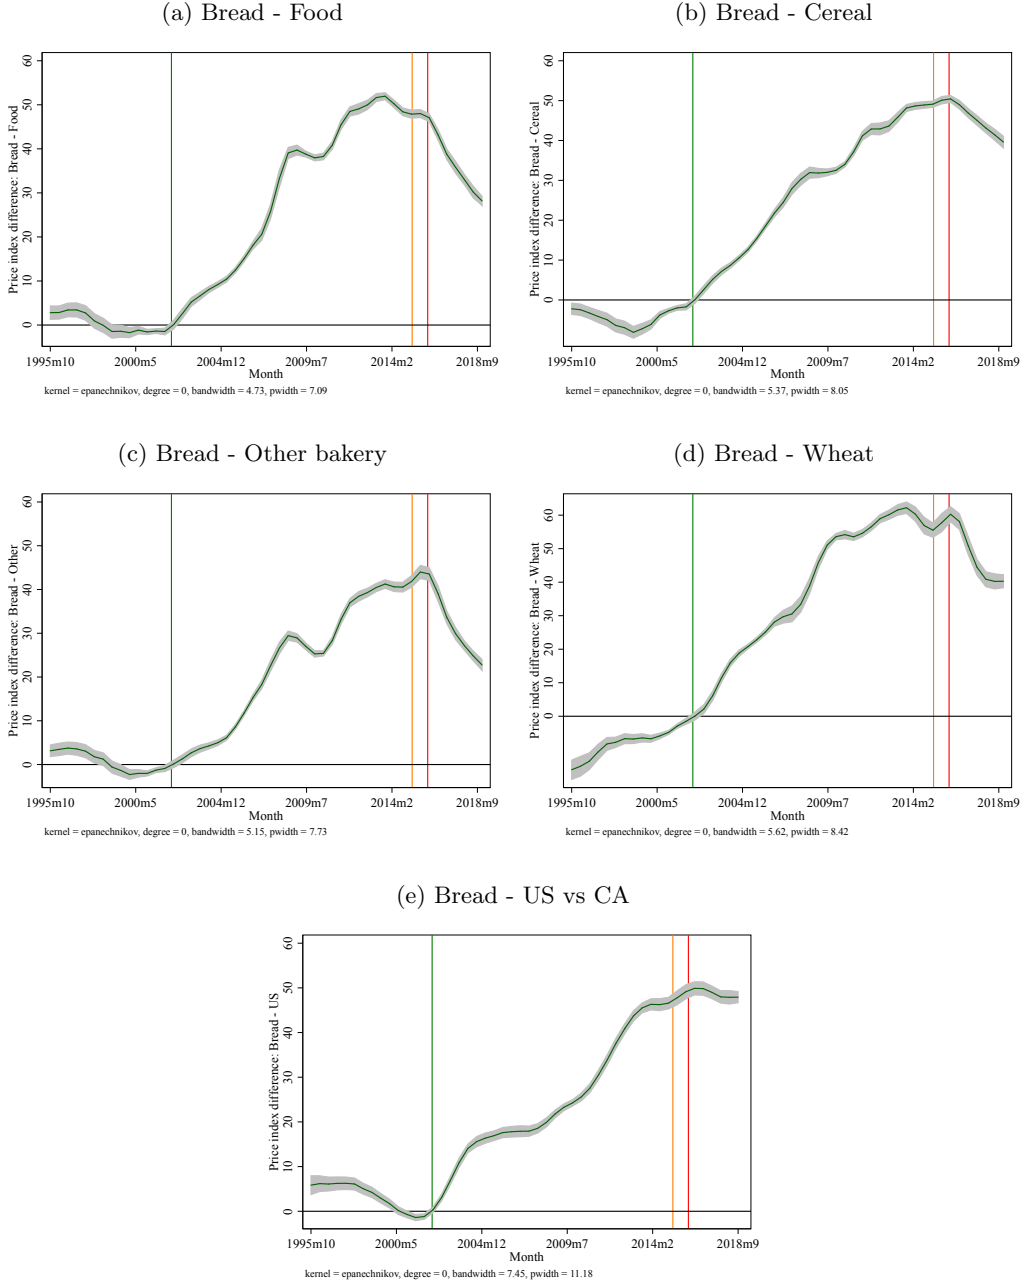 (a) Bread - Food
Price index difference: Bread - Food
60
50
40
30
20
10
0
1995m10 2000m5 2004m12 2009m7 2014m2 2018m9
Month
kernel = epanechnikov, degree = 0, bandwidth = 4.73, pwidth = 7.09
(b) Bread - Cereal
Price index difference: Bread - Cereal
60
50
40
30
20
10
0
1995m10 2000m5 2004m12 2009m7 2014m2 2018m9
Month
kernel = epanechnikov, degree = 0, bandwidth = 5.37, pwidth = 8.05
(c) Bread - Other bakery
Price index difference: Bread - Other
60
50
40
30
20
10
0
1995m10 2000m5 2004m12 2009m7 2014m2 2018m9
Month
kernel = epanechnikov, degree = 0, bandwidth = 5.15, pwidth = 7.73
(d) Bread - Wheat
Price index difference: Bread - Wheat
60
50
40
30
20
10
0
1995m10 2000m5 2004m12 2009m7 2014m2 2018m9
Month
kernel = epanechnikov, degree = 0, bandwidth = 5.62, pwidth = 8.42
(e) Bread - US vs CA
Price index difference: Bread - US
60
50
40
30
20
10
0
1995m10 2000m5 2004m12 2009m7 2014m2 2018m9
Month
kernel = epanechnikov, degree = 0, bandwidth = 7.45, pwidth = 11.18